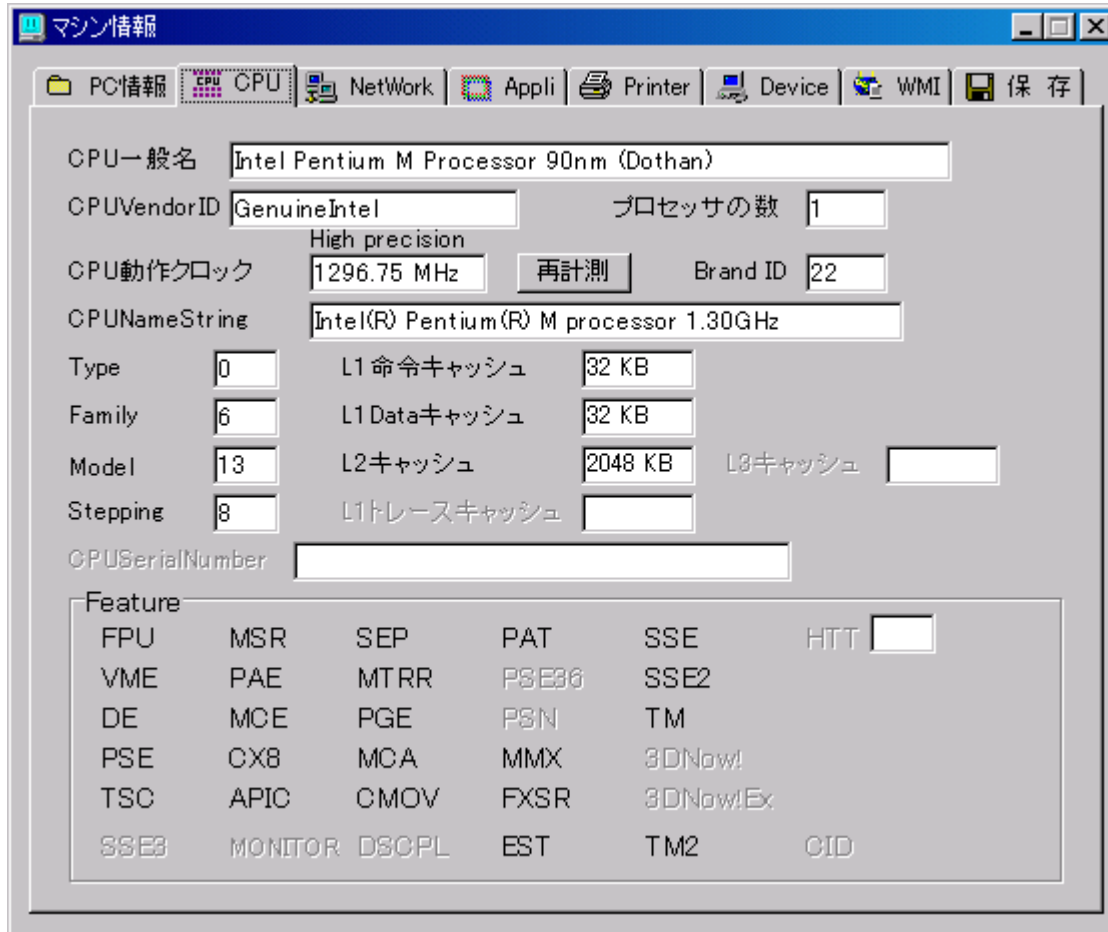 マシン情報
PC情報 CPU NetWork Appli Printer Device WMI 保 存
CPU一般名 Intel Pentium M Processor 90nm (Dothan)
CPUVendorID GenuineIntel プロセッサの数 1
High precision
CPU動作クロック 1296.75 MHz 再計測 Brand ID 22
CPUNameString Intel(R) Pentium(R) M processor 1.30GHz
Type 0 L1命令キャッシュ 32 KB
Family 6 L1Dataキャッシュ 32 KB
Model 13 L2キャッシュ 2048 KB L3キャッシュ
Stepping 8 L1トレースキャッシュ
CPUSerialNumber
Feature
FPU MSR SEP PAT SSE HTT
VME PAE MTRR PSE36 SSE2
DE MCE PGE PSN TM
PSE CX8 MCA MMX 3DNow!
TSC APIC CMOV FXSR 3DNow!Ex
SSE3 MONITOR DSCPL EST TM2 CID